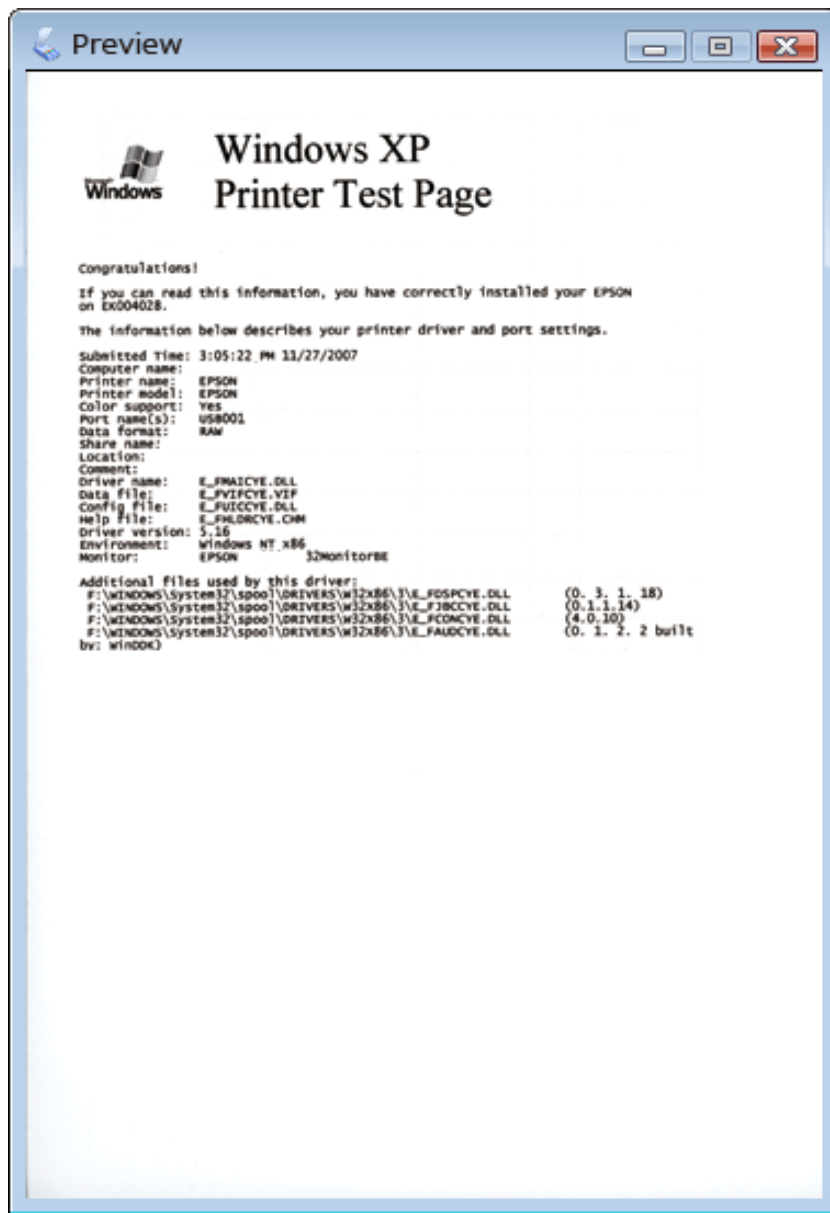 Preview
Microsoft
Windows
Windows XP
Printer Test Page
Congratulations!
If you can read this information, you have correctly installed your EPSON
on EK004028.
The information below describes your printer driver and port settings.
Submitted Time: 3:05:22 PM 11/27/2007
Computer name:
Printer name: EPSON
Printer model: EPSON
Color support: Yes
Port name(s): USB001
Data format: RAW
Share name:
Location:
Comment:
Driver name: E_FMAICYE.DLL
Data file: E_FVIFCYE.VIF
Config file: E_FUICCYE.DLL
Help file: E_FHLDRCYE.CHM
Driver version: 5.16
Environment: Windows NT x86
Monitor: EPSON 32MonitorBE
Additional files used by this driver:
F:\WINDOWS\System32\spool\DRIVERS\W32X86\3\E_FDSPCYE.DLL (0. 3. 1. 18)
F:\WINDOWS\System32\spool\DRIVERS\W32X86\3\E_FJBCCYE.DLL (0.1.1.14)
F:\WINDOWS\System32\spool\DRIVERS\W32X86\3\E_FCONCYE.DLL (4.0.10)
F:\WINDOWS\System32\spool\DRIVERS\W32X86\3\E_FAUDCYE.DLL (0. 1. 2. 2 built
by: WinDDK)